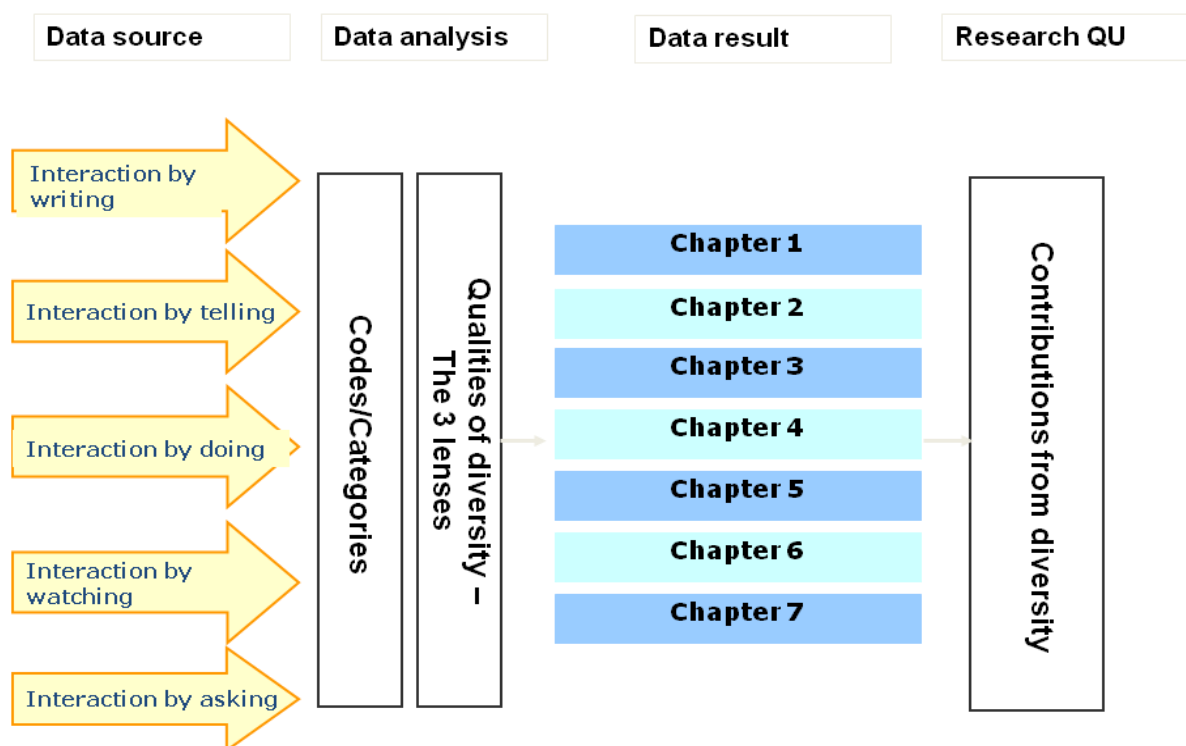 Data source
Data analysis
Data result
Research QU
Interaction by
writing
Interaction by telling
Interaction by doing
Interaction by
watching
Interaction by asking
Codes/Categories
Qualities of diversity –
The 3 lenses
Chapter 1
Chapter 2
Chapter 3
Chapter 4
Chapter 5
Chapter 6
Chapter 7
Contributions from diversity